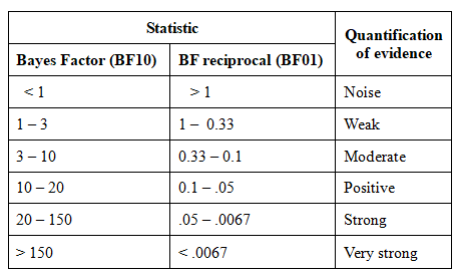 Statistic
Quantification
of evidence
Bayes Factor (BF10) BF reciprocal (BF01)
< 1 > 1 Noise
1 – 3 1 – 0.33 Weak
3 – 10 0.33 – 0.1 Moderate
10 – 20 0.1 – .05 Positive
20 – 150 .05 – .0067 Strong
> 150 < .0067 Very strong